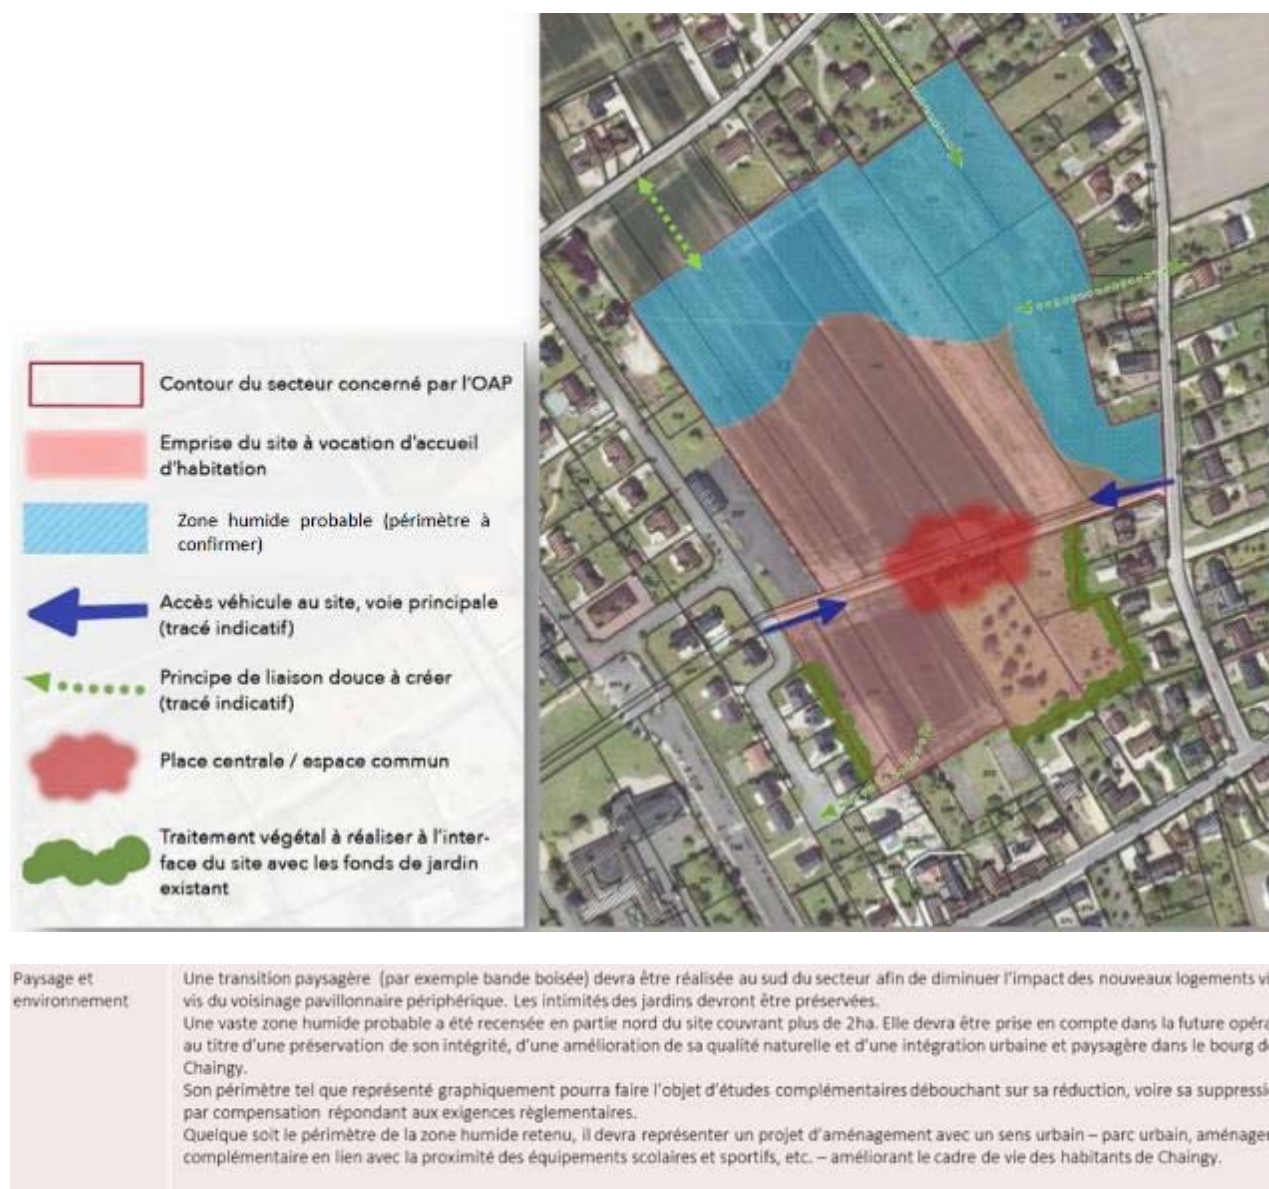 Contour du secteur concerné par l'OAP
Emprise du site à vocation d'accueil
d'habitation
Zone humide probable (périmètre à
confirmer)
Accès véhicule au site, voie principale
(tracé indicatif)
Principe de liaison douce à créer
(tracé indicatif)
Place centrale / espace commun
Traitement végétal à réaliser à l'inter-
face du site avec les fonds de jardin
existant
Paysage et
environnement
Une transition paysagère (par exemple bande boisée) devra être réalisée au sud du secteur afin de diminuer l'impact des nouveaux logements vi
vis du voisinage pavillonnaire périphérique. Les intimités des jardins devront être préservées.
Une vaste zone humide probable a été recensée en partie nord du site couvrant plus de 2ha. Elle devra être prise en compte dans la future opéra
au titre d'une préservation de son intégrité, d'une amélioration de sa qualité naturelle et d'une intégration urbaine et paysagère dans le bourg d
Chaingy.
Son périmètre tel que représenté graphiquement pourra faire l'objet d'études complémentaires débouchant sur sa réduction, voire sa suppressi
par compensation répondant aux exigences règlementaires.
Quelque soit le périmètre de la zone humide retenu, il devra représenter un projet d'aménagement avec un sens urbain – parc urbain, aménager
complémentaire en lien avec la proximité des équipements scolaires et sportifs, etc. – améliorant le cadre de vie des habitants de Chaingy.